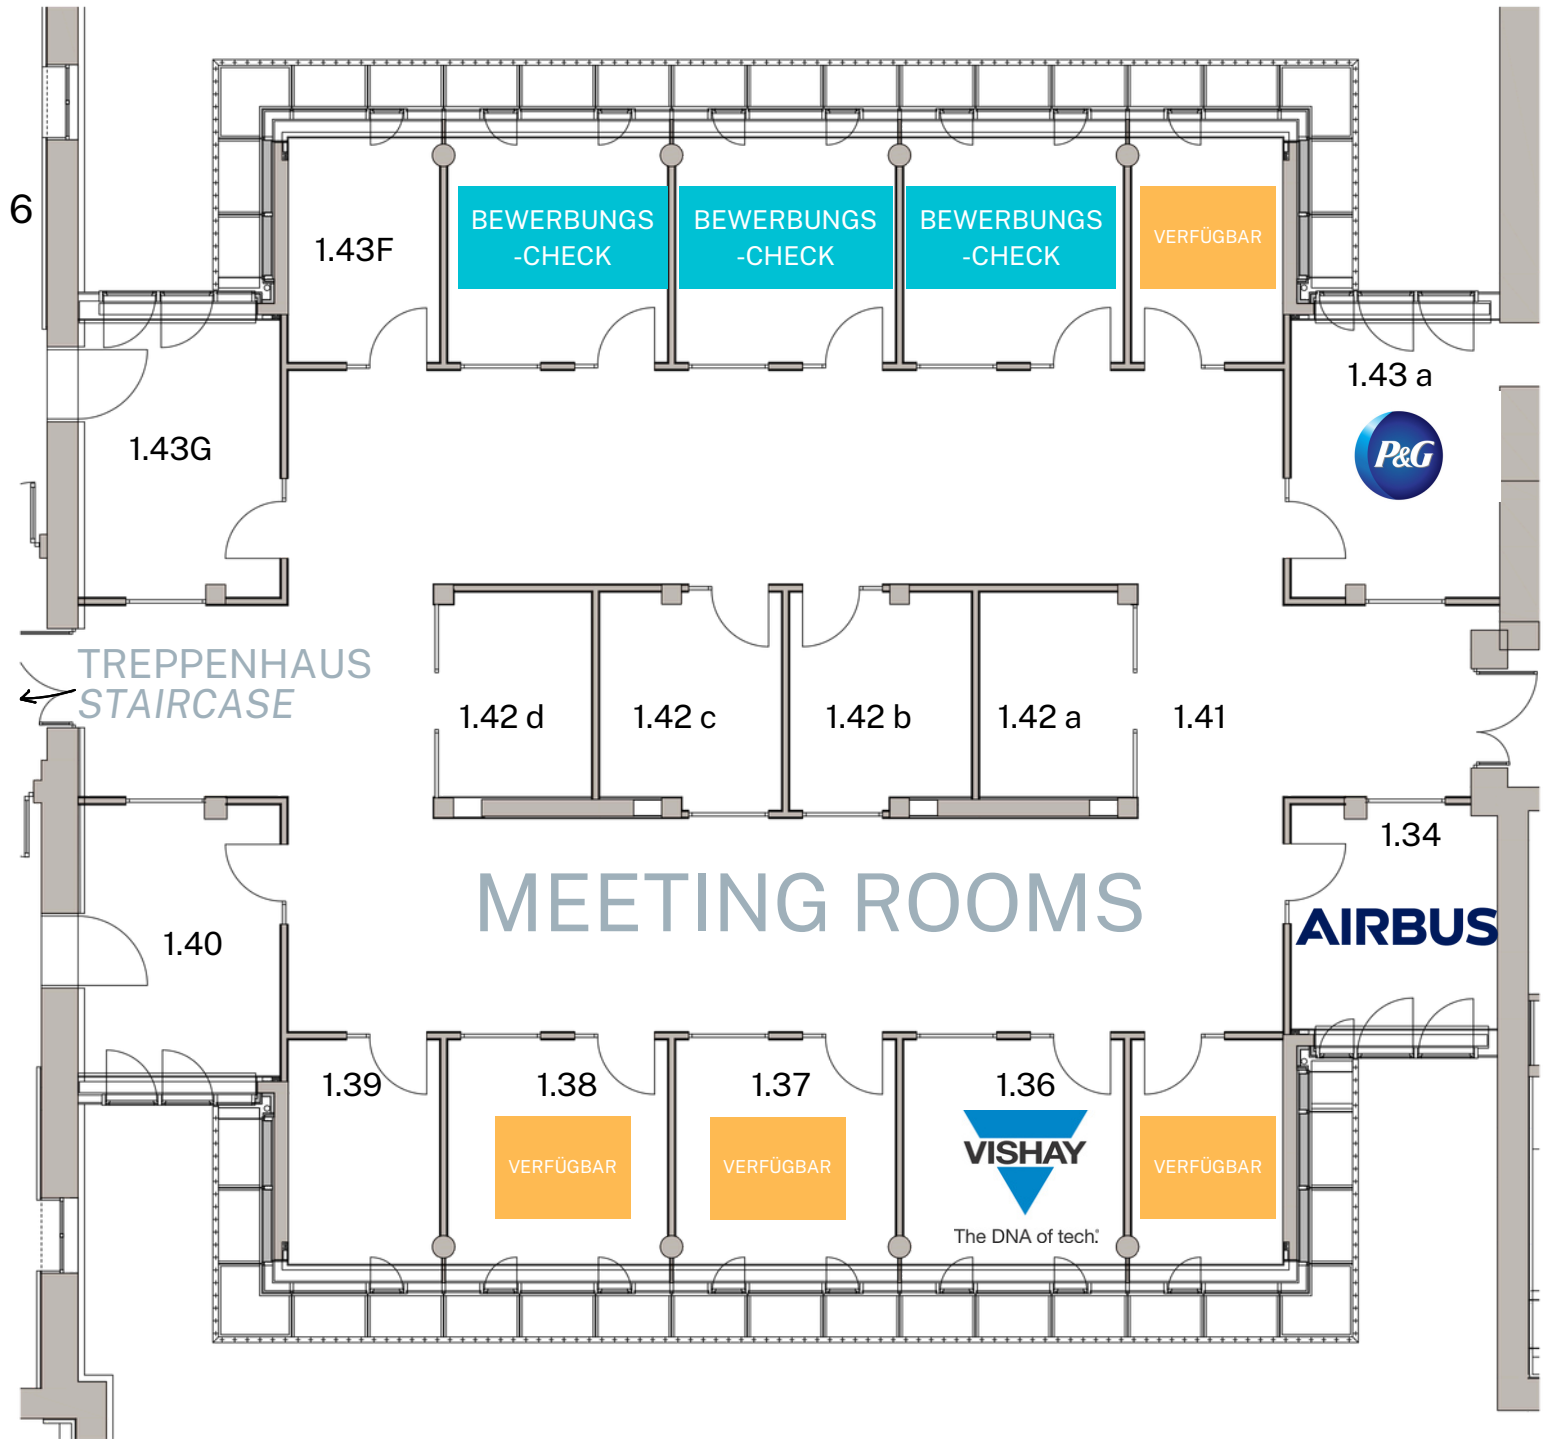 6
1.43F
BEWERBUNGS
-CHECK
BEWERBUNGS
-CHECK
BEWERBUNGS
-CHECK
VERFÜGBAR
1.43 a
P&G
1.43G
TREPPENHAUS
STAIRCASE
1.42 d
1.42 c
1.42 b
1.42 a
1.41
1.34
AIRBUS
MEETING ROOMS
1.40
1.39
1.38
VERFÜGBAR
1.37
VERFÜGBAR
1.36
VISHAY
The DNA of tech.®
VERFÜGBAR